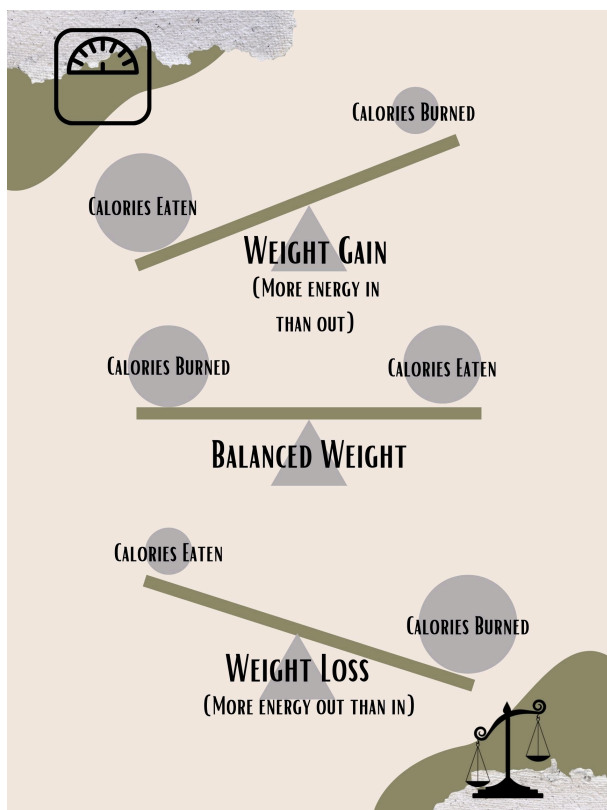 Calories Burned
Calories Eaten
Weight Gain
(More energy in
than out)
Calories Burned
Calories Eaten
Balanced Weight
Calories Eaten
Calories Burned
Weight Loss
(More energy out than in)